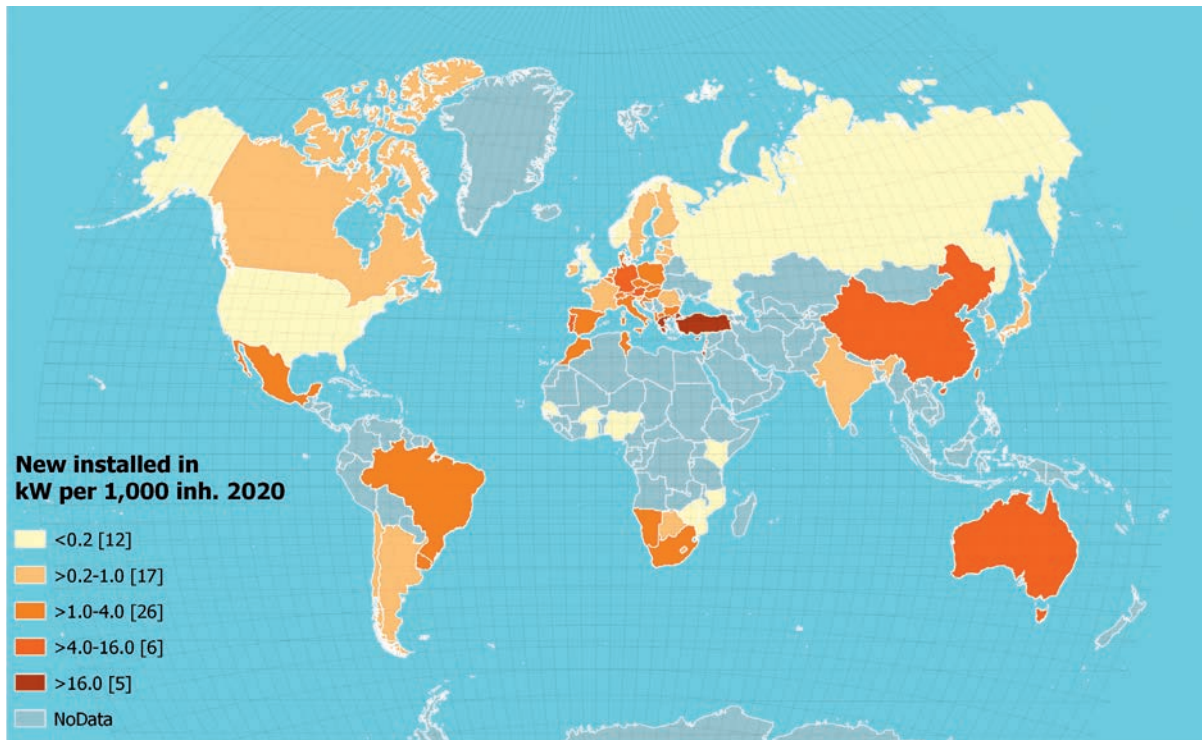 New installed in
kW per 1,000 inh. 2020
<0.2 [12]
>0.2-1.0 [17]
>1.0-4.0 [26]
>4.0-16.0 [6]
>16.0 [5]
NoData